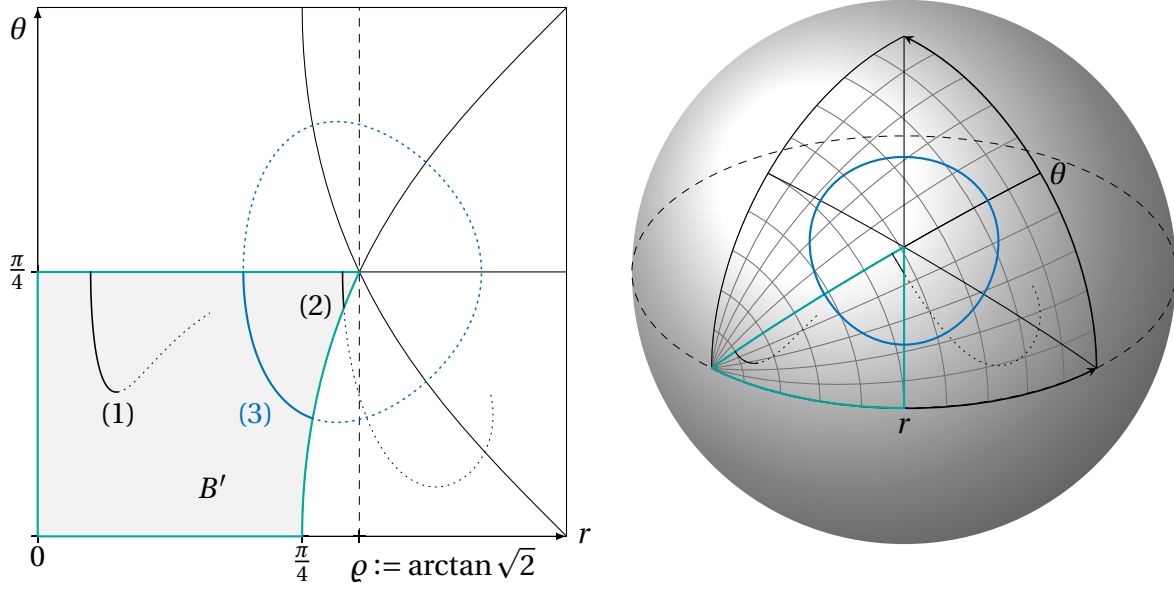 θ
π/4
(2)
(1)
(3)
B′
r
0
π/4
ϱ := arctan √2
θ
r